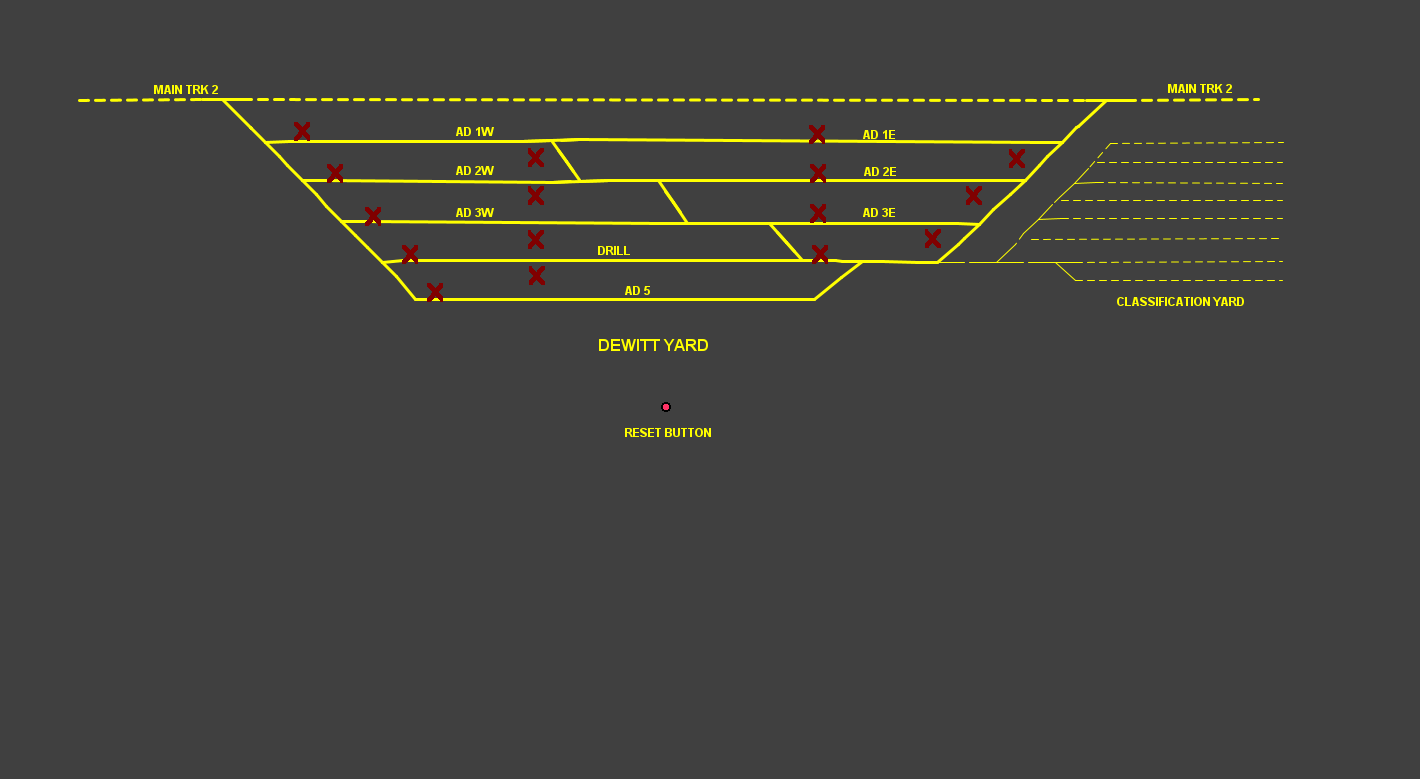 MAIN TRK 2
MAIN TRK 2
AD 1W
AD 1E
AD 2W
AD 2E
AD 3W
AD 3E
DRILL
AD 5
CLASSIFICATION YARD
DEWITT YARD
RESET BUTTON